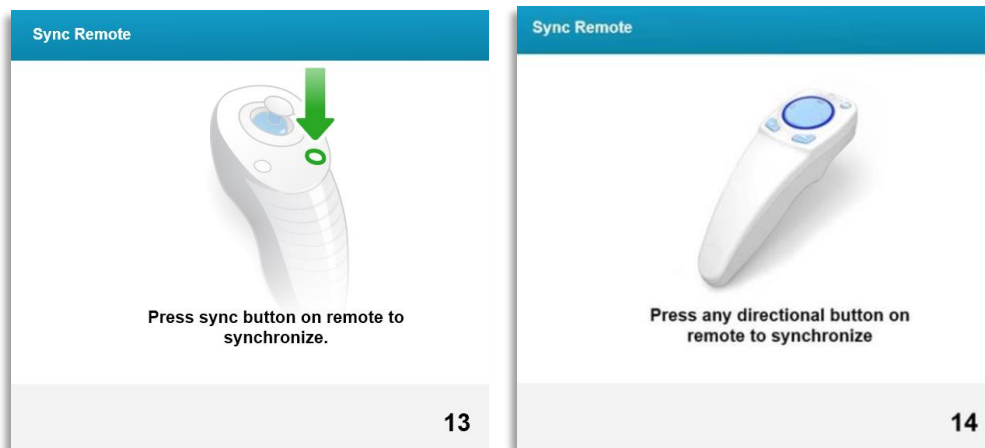 Sync Remote
Press sync button on remote to
synchronize.
13
Sync Remote
Press any directional button on
remote to synchronize
14